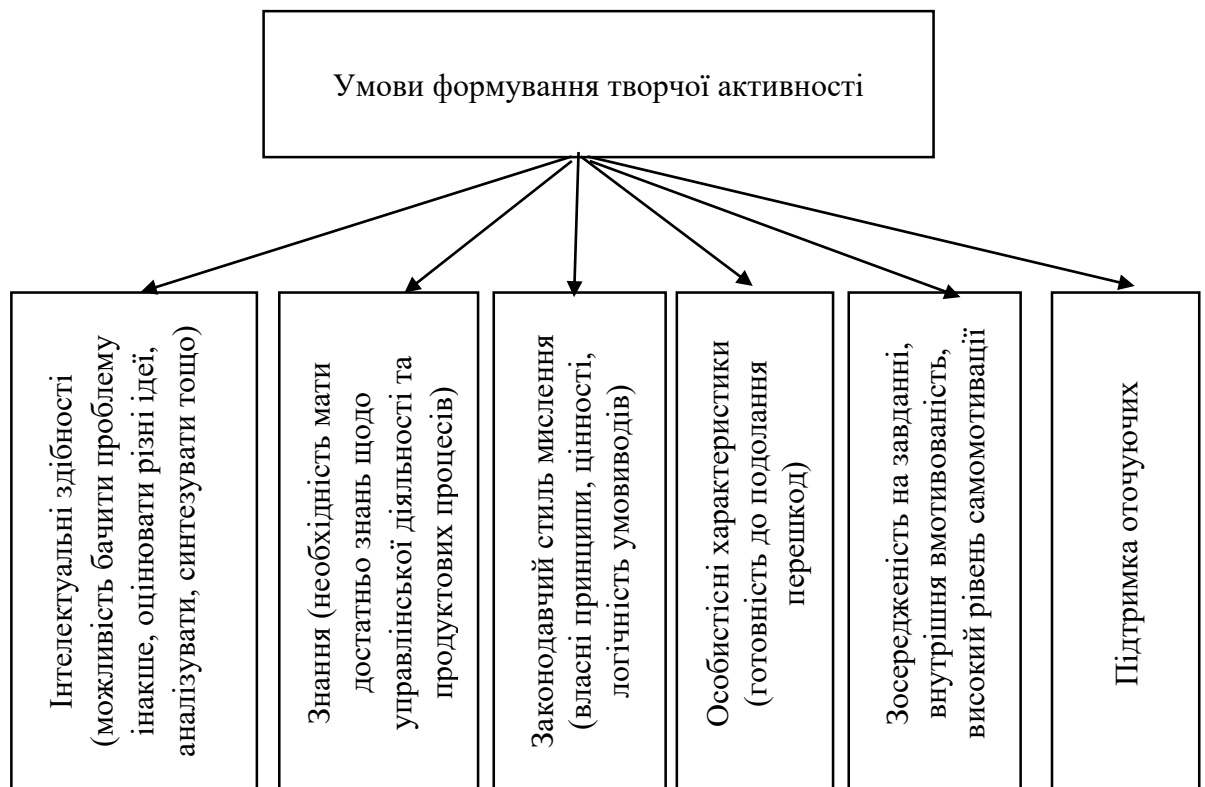 Умови формування творчої активності
Інтелектуальні здібності
(можливість бачити проблему
інакше, оцінювати різні ідеї,
аналізувати, синтезувати тощо)
Знання (необхідність мати
достатньо знань щодо
управлінської діяльності та
продуктових процесів)
Законодавчий стиль мислення
(власні принципи, цінності,
логічність умовиводів)
Особистісні характеристики
(готовність до подолання
перешкод)
Зосередженість на завданні,
внутрішня вмотивованість,
високий рівень самомотивації
Підтримка оточуючих